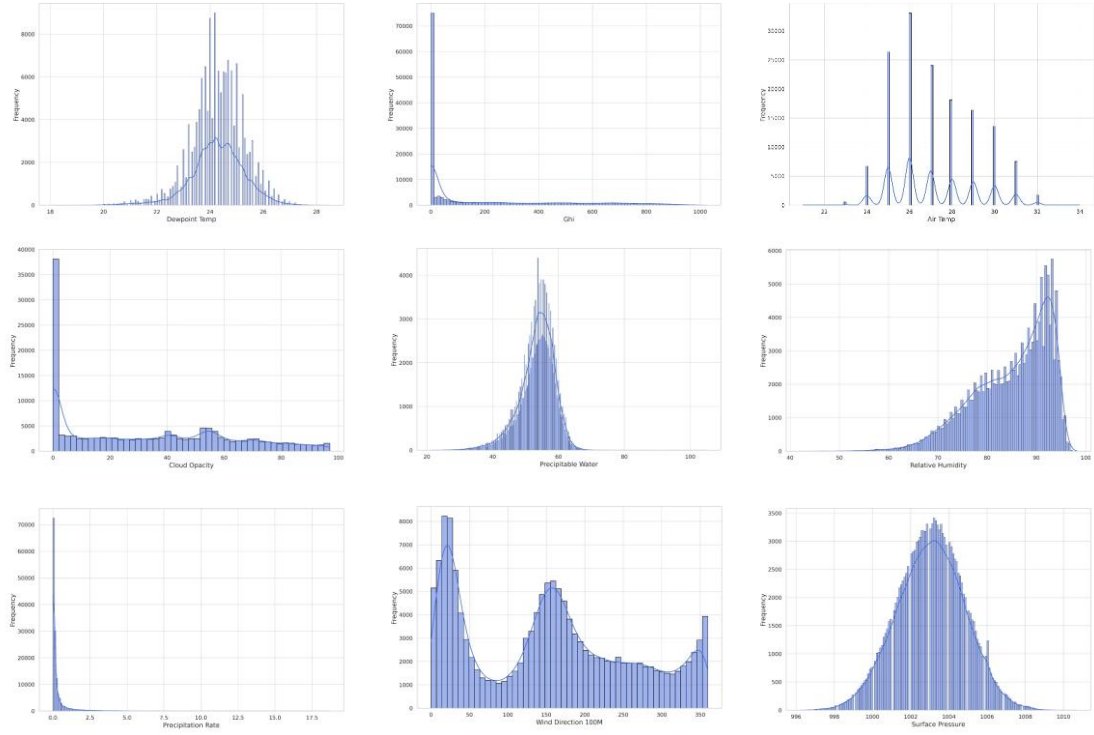 8000
6000
4000
2000
0
Frequency
18 20 22 24 26 28
Dewpoint Temp
70000
60000
50000
40000
30000
20000
10000
0
Frequency
0 200 400 600 800 1000
Ghi
30000
25000
20000
15000
10000
5000
0
Frequency
22 24 26 28 30 32 34
Air Temp
40000
35000
30000
25000
20000
15000
10000
5000
0
Frequency
0 20 40 60 80 100
Cloud Opacity
4000
3000
2000
1000
0
Frequency
20 40 60 80 100
Precipitable Water
6000
5000
4000
3000
2000
1000
0
Frequency
40 50 60 70 80 90 100
Relative Humidity
70000
60000
50000
40000
30000
20000
10000
0
Frequency
0.0 2.5 5.0 7.5 10.0 12.5 15.0 17.5
Precipitation Rate
8000
7000
6000
5000
4000
3000
2000
1000
0
Frequency
0 50 100 150 200 250 300 350
Wind Direction 100M
3500
3000
2500
2000
1500
1000
500
0
Frequency
996 998 1000 1002 1004 1006 1008 1010
Surface Pressure